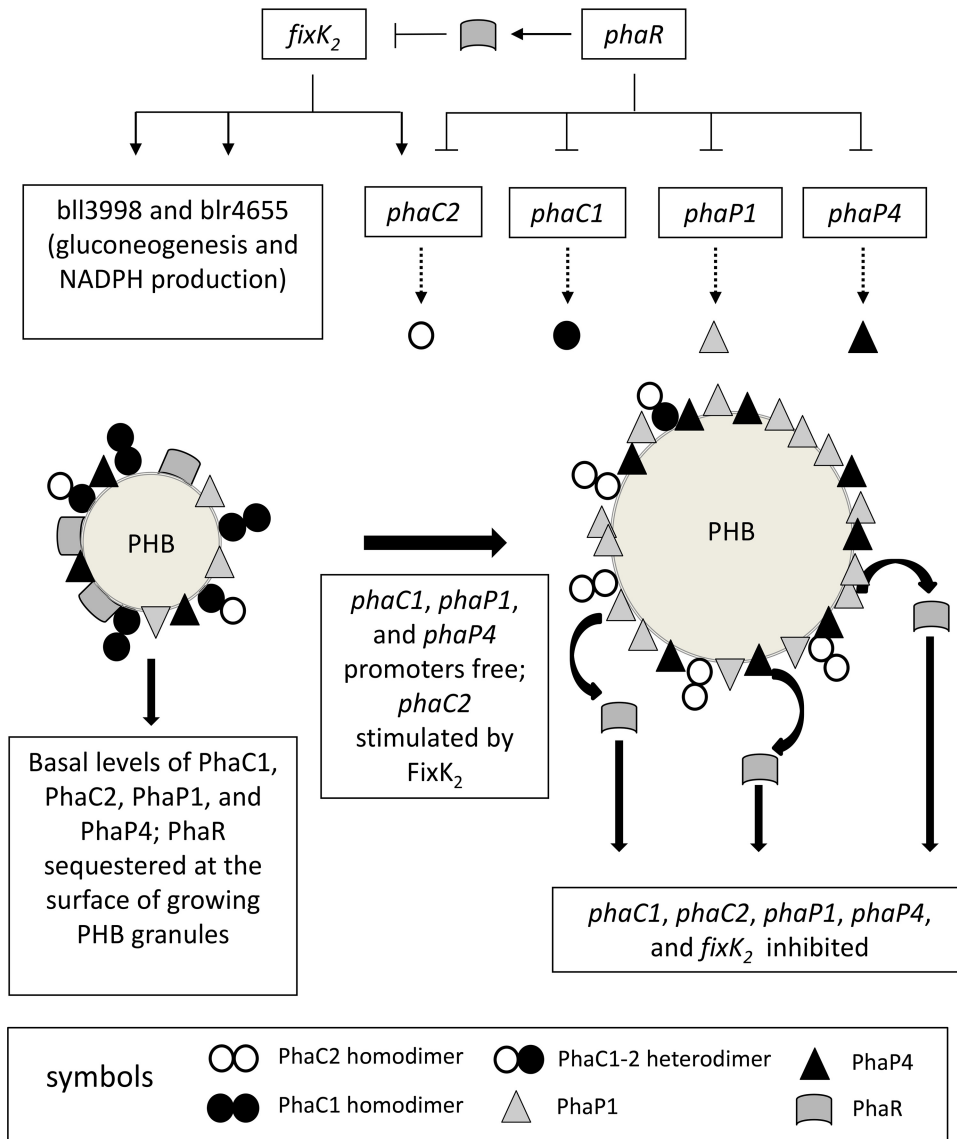 fixK2
phaR
bll3998 and blr4655
(gluconeogenesis and
NADPH production)
phaC2
phaC1
phaP1
phaP4
PHB
PHB
phaC1, phaP1,
and phaP4
promoters free;
phaC2
stimulated by
FixK2
Basal levels of PhaC1,
PhaC2, PhaP1, and
PhaP4; PhaR
sequestered at the
surface of growing
PHB granules
phaC1, phaC2, phaP1, phaP4,
and fixK2 inhibited
symbols
PhaC2 homodimer
PhaC1-2 heterodimer
PhaP4
PhaC1 homodimer
PhaP1
PhaR